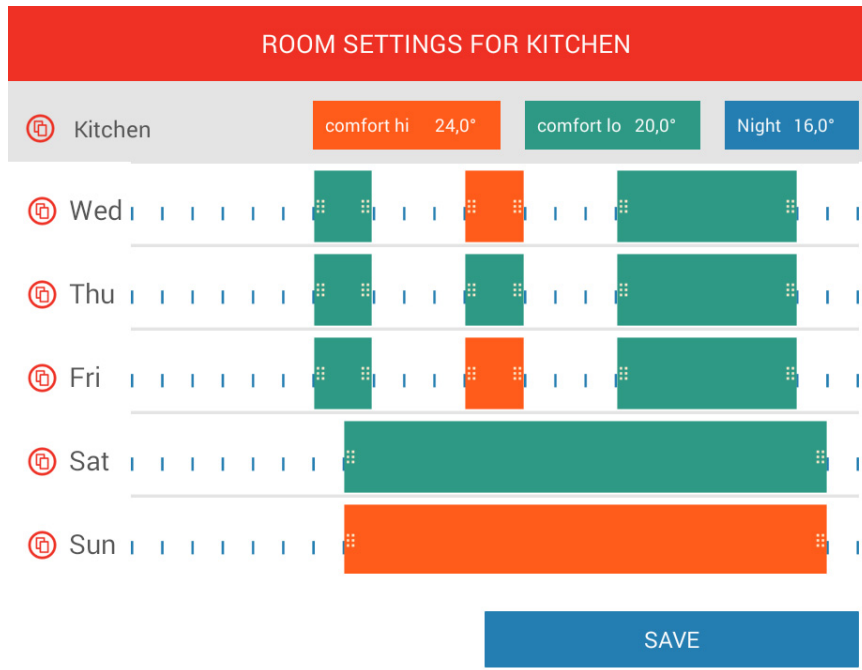 ROOM SETTINGS FOR KITCHEN
Kitchen comfort hi 24,0° comfort lo 20,0° Night 16,0°
Wed
Thu
Fri
Sat
Sun
SAVE